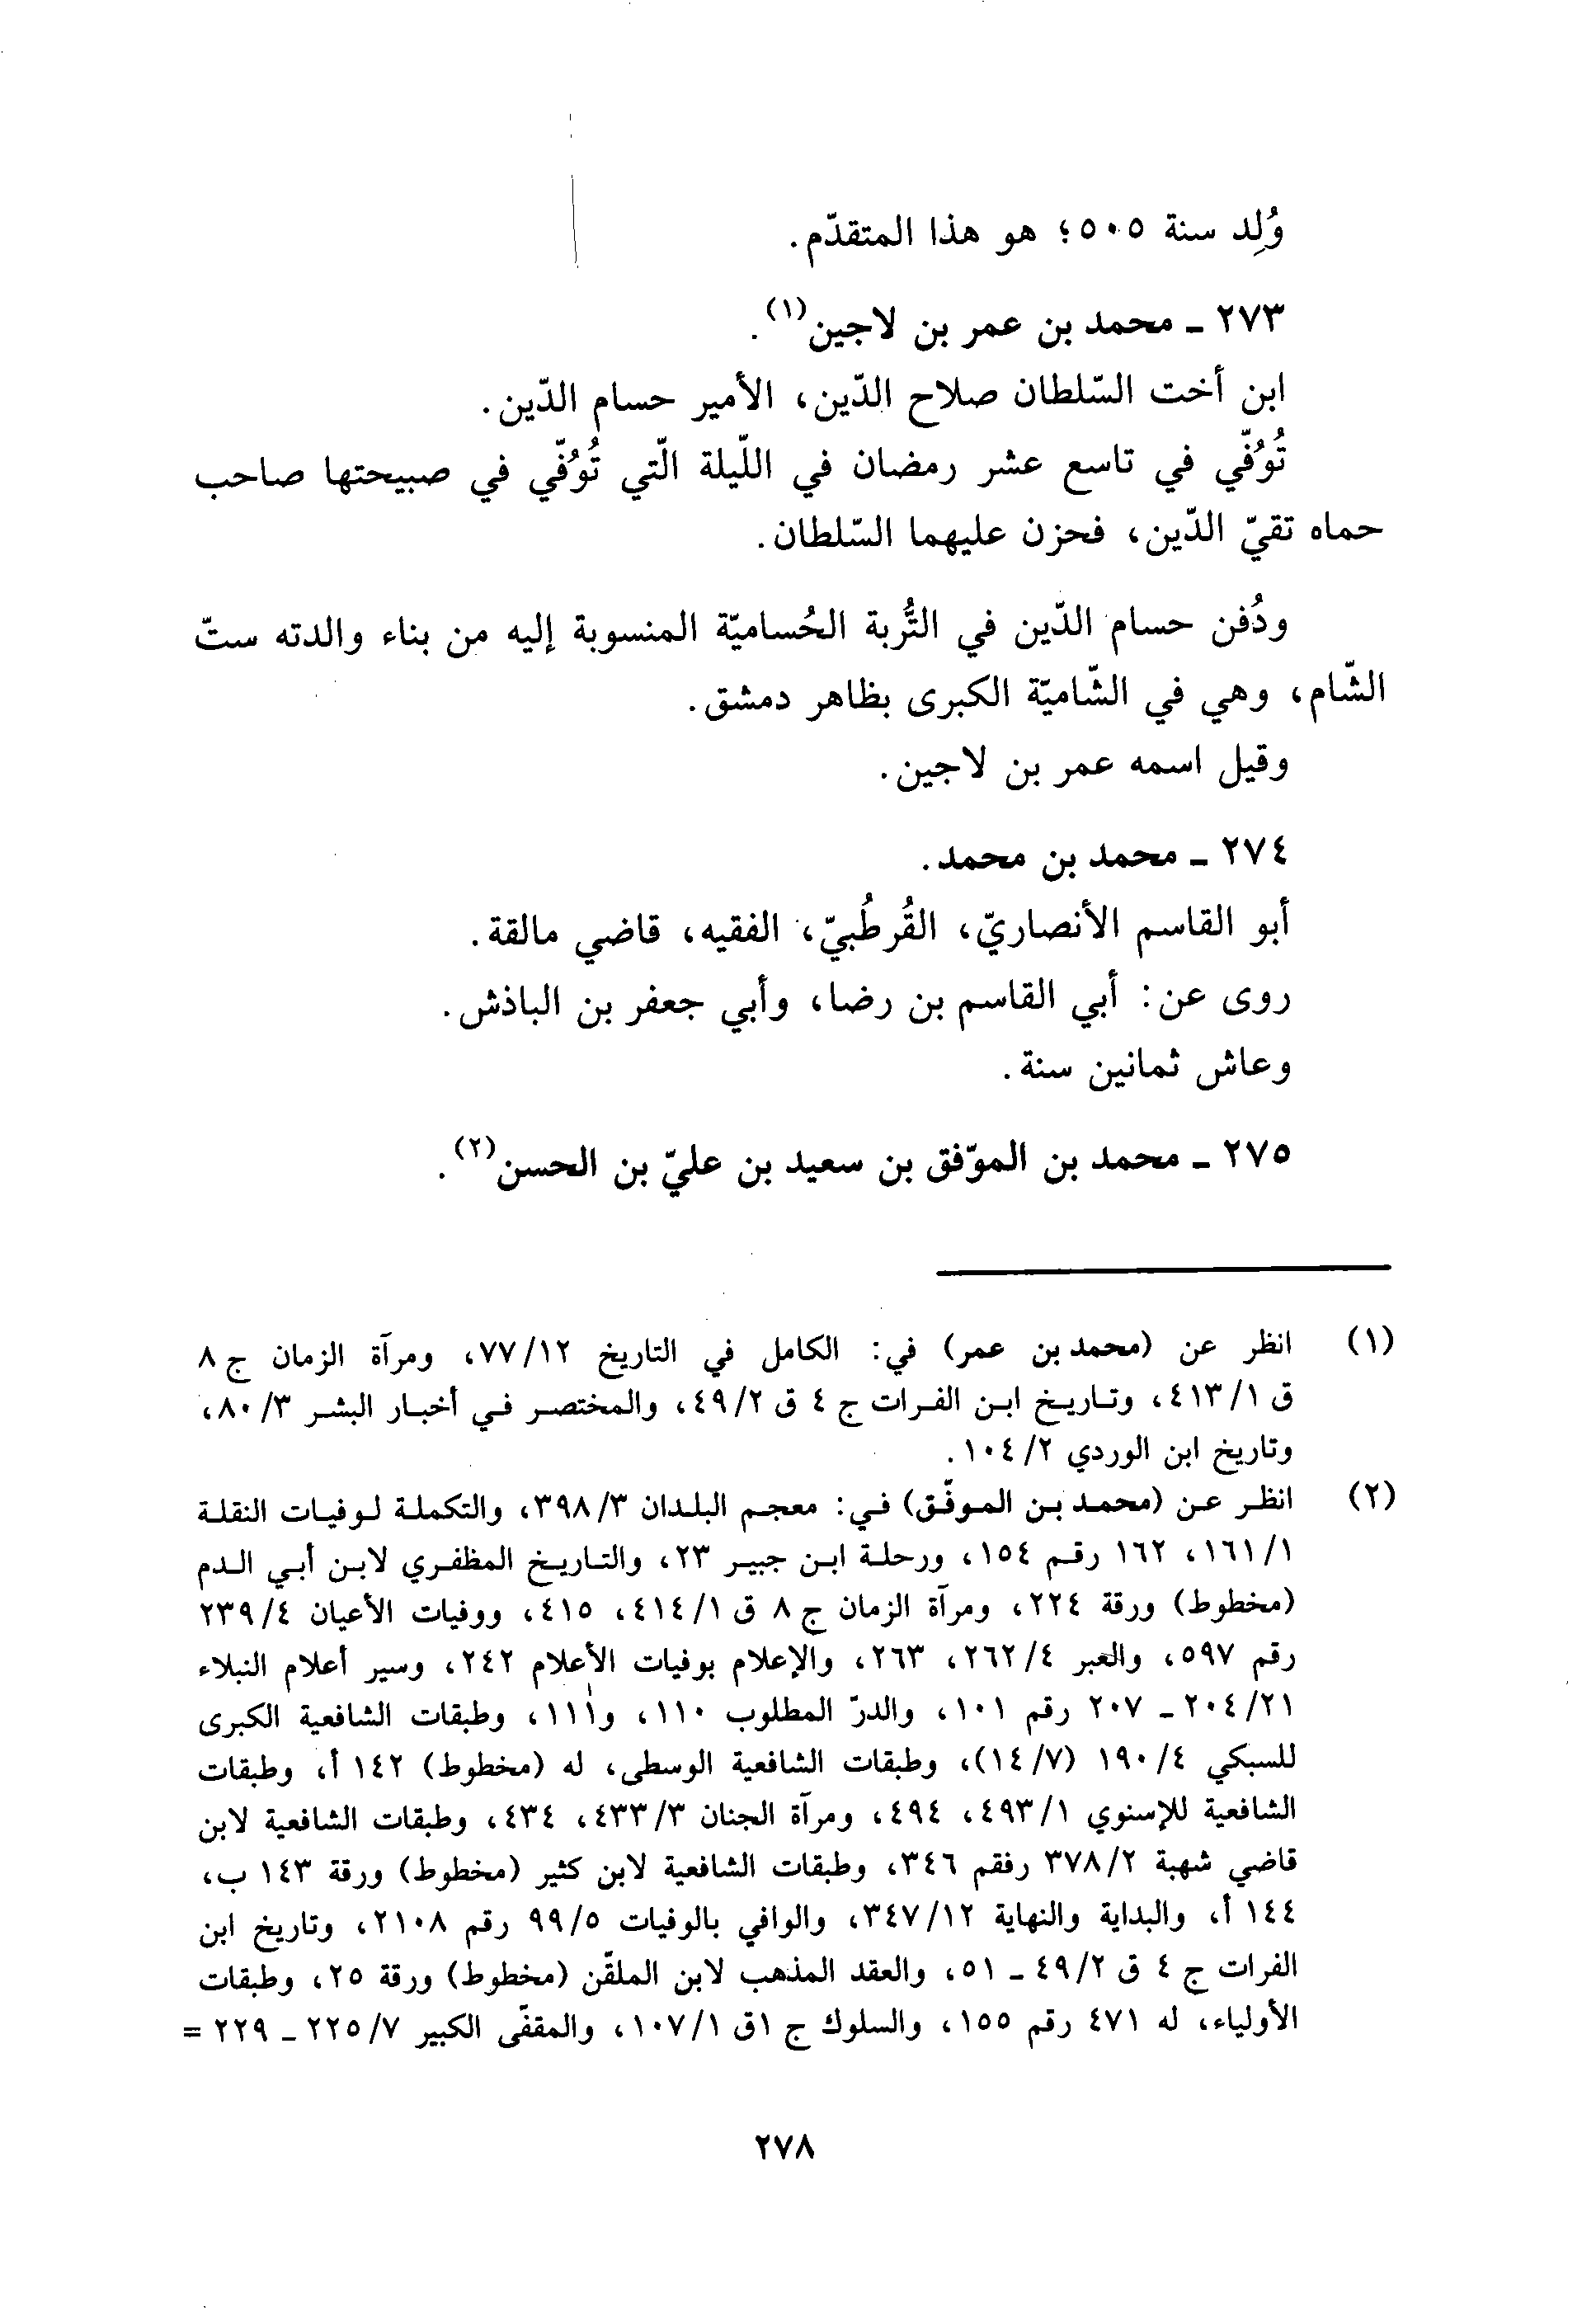 وُلِد سنة ٥٠٥؛ هو هذا المتقدّم.
٢٧٣ ـ محمد بن عمر بن لاجين(١).
ابن أخت السّلطان صلاح الدّين، الأمير حسام الدّين.
تُوُفّي في تاسع عشر رمضان في اللّيلة الّتي تُوُفّي في صبيحتها صاحب
حماه تقيّ الدّين، فحزن عليهما السّلطان.
ودُفن حسام الدّين في التُّربة الحُساميّة المنسوبة إليه من بناء والدته ستّ
الشّام، وهي في الشّاميّة الكبرى بظاهر دمشق.
وقيل اسمه عمر بن لاجين.
٢٧٤ ـ محمد بن محمد.
أبو القاسم الأنصاريّ، القُرطُبيّ، الفقيه، قاضي مالقة.
روى عن: أبي القاسم بن رضا، وأبي جعفر بن الباذش.
وعاش ثمانين سنة.
٢٧٥ ـ محمد بن الموّفق بن سعيد بن عليّ بن الحسن(٢).
(١) انظر عن (محمد بن عمر) في: الكامل في التاريخ ٧٧/١٢، ومرآة الزمان ج ٨
ق ٤١٣/١، وتاريخ ابن الفرات ج ٤ ق ٤٩/٢، والمختصر في أخبار البشر ٨٠/٣،
وتاريخ ابن الوردي ١٠٤/٢.
(٢) انظر عن (محمد بن الموفّق) في: معجم البلدان ٣٩٨/٣، والتكملة لوفيات النقلة
١٦١/١، ١٦٢ رقم ١٥٤، ورحلة ابن جبير ٢٣، والتاريخ المظفري لابن أبي الدم
(مخطوط) ورقة ٢٢٤، ومرآة الزمان ج ٨ ق ٤١٤/١، ٤١٥، ووفيات الأعيان ٢٣٩/٤
رقم ٥٩٧، والعبر ٢٦٢/٤، ٢٦٣، والإعلام بوفيات الأعلام ٢٤٢، وسير أعلام النبلاء
٢٠٤/٢١ ـ ٢٠٧ رقم ١٠١، والدرّ المطلوب ١١٠، و١١١، وطبقات الشافعية الكبرى
للسبكي ١٩٠/٤ (١٤/٧)، وطبقات الشافعية الوسطى، له (مخطوط) ١٤٢ أ، وطبقات
الشافعية للإسنوي ٤٩٣/١، ٤٩٤، ومرآة الجنان ٤٣٣/٣، ٤٣٤، وطبقات الشافعية لابن
قاضي شهبة ٣٧٨/٢ رفقم ٣٤٦، وطبقات الشافعية لابن كثير (مخطوط) ورقة ١٤٣ ب،
١٤٤ أ، والبداية والنهاية ٣٤٧/١٢، والوافي بالوفيات ٩٩/٥ رقم ٢١٠٨، وتاريخ ابن
الفرات ج ٤ ق ٤٩/٢ ـ ٥١، والعقد المذهب لابن الملقّن (مخطوط) ورقة ٢٥، وطبقات
الأولياء، له ٤٧١ رقم ١٥٥، والسلوك ج ١ق ١٠٧/١، والمقفّى الكبير ٢٢٥/٧ ـ ٢٢٩ =
٢٧٨